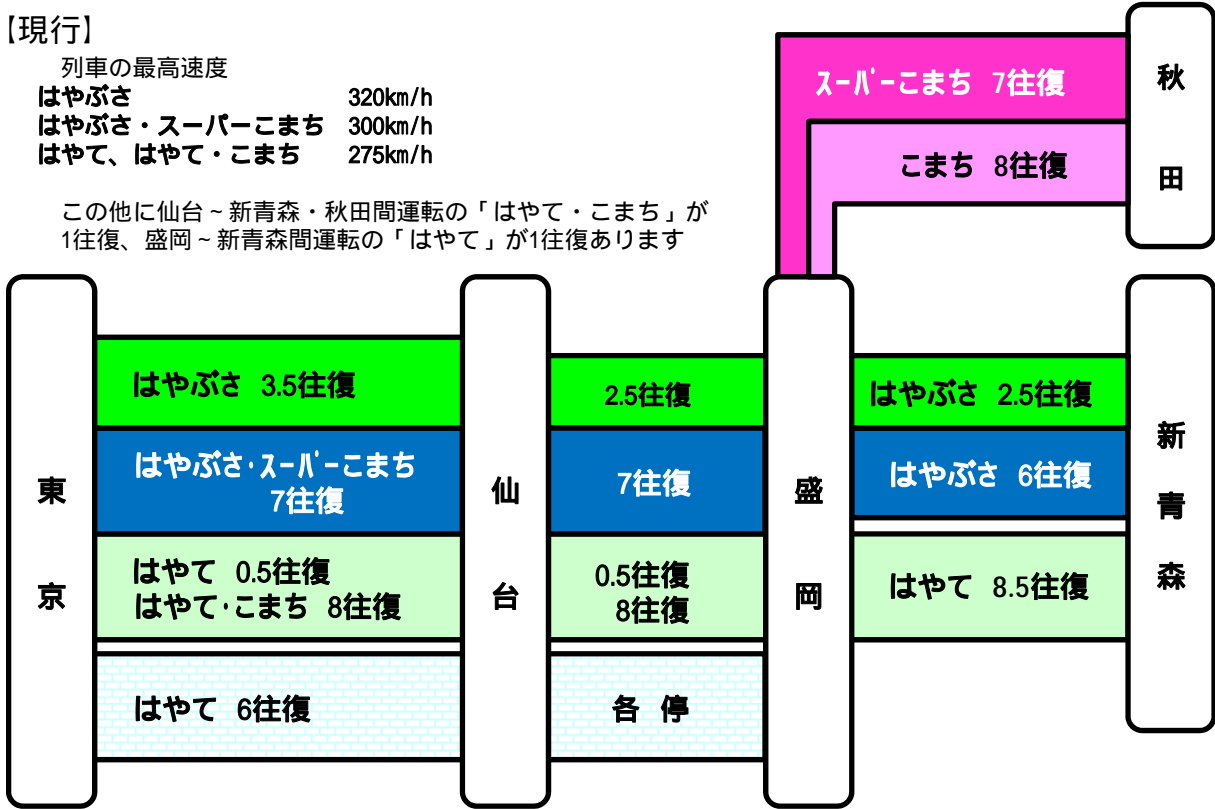 【現行】
列車の最高速度
はやぶさ 320km/h
はやぶさ・スーパーこまち 300km/h
はやて、はやて・こまち 275km/h
この他に仙台~新青森・秋田間運転の「はやて・こまち」が
1往復、盛岡~新青森間運転の「はやて」が1往復あります
ｽｰﾊﾟｰこまち 7往復
こまち 8往復
秋田
東京
はやぶさ 3.5往復
はやぶさ･ｽｰﾊﾟｰこまち
7往復
はやて 0.5往復
はやて･こまち 8往復
はやて 6往復
仙台
2.5往復
7往復
0.5往復
8往復
各 停
盛岡
はやぶさ 2.5往復
はやぶさ 6往復
はやて 8.5往復
新青森